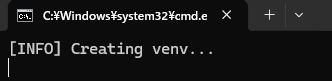 C:¥Windows¥system32¥cmd.e
[INFO] Creating venv...